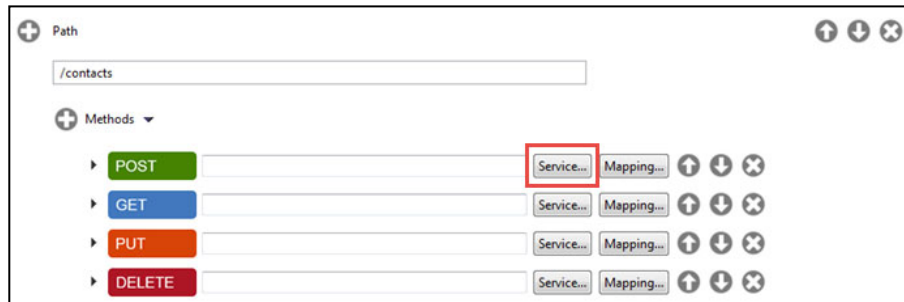 Path
/contacts
Methods
POST Service... Mapping...
GET Service... Mapping...
PUT Service... Mapping...
DELETE Service... Mapping...